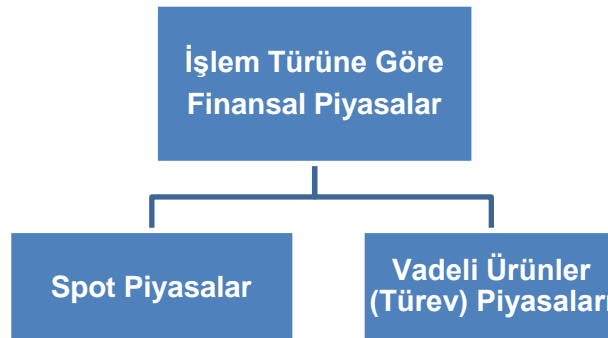 İşlem Türüne Göre
Finansal Piyasalar
Spot Piyasalar
Vadeli Ürünler
(Türev) Piyasaları